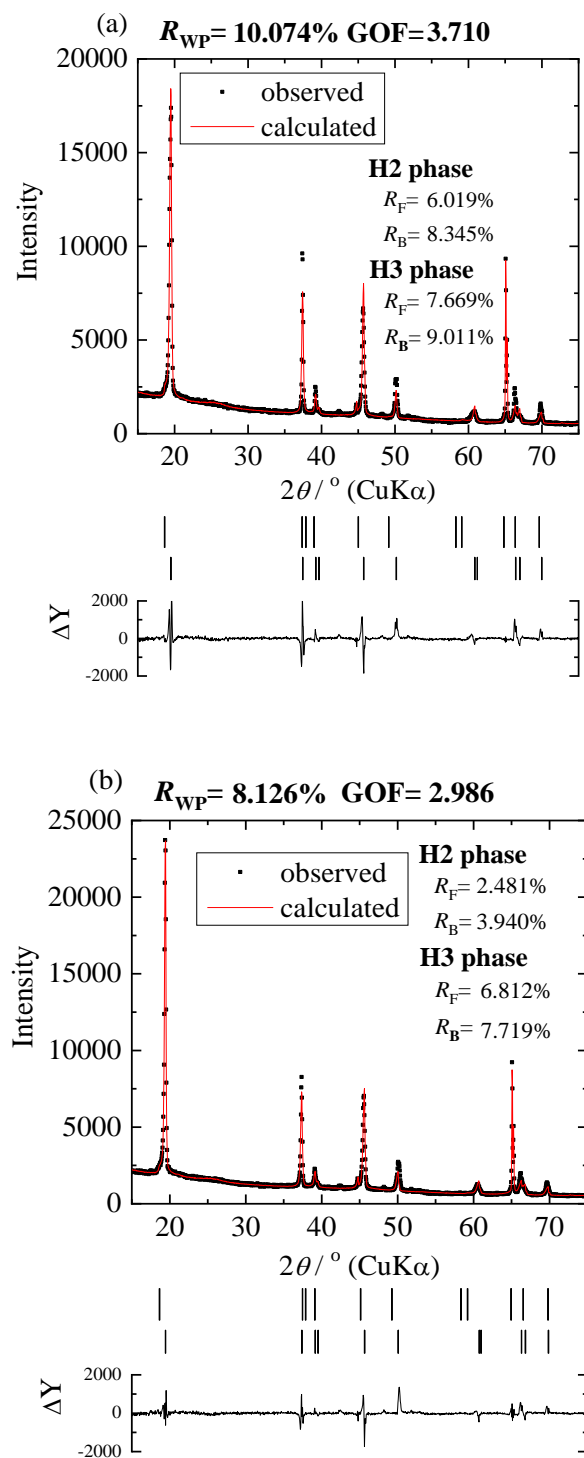 (a)
RWP= 10.074% GOF=3.710
20000
observed
calculated
15000
H2 phase
RF= 6.019%
RB= 8.345%
H3 phase
RF= 7.669%
RB= 9.011%
Intensity
10000
5000
0
20 30 40 50 60 70
2θ / ° (CuKα)
2000
0
-2000
ΔY
(b)
RWP= 8.126% GOF= 2.986
25000
observed
calculated
H2 phase
RF= 2.481%
RB= 3.940%
H3 phase
RF= 6.812%
RB= 7.719%
20000
15000
Intensity
10000
5000
0
20 30 40 50 60 70
2θ / ° (CuKα)
2000
0
-2000
ΔY